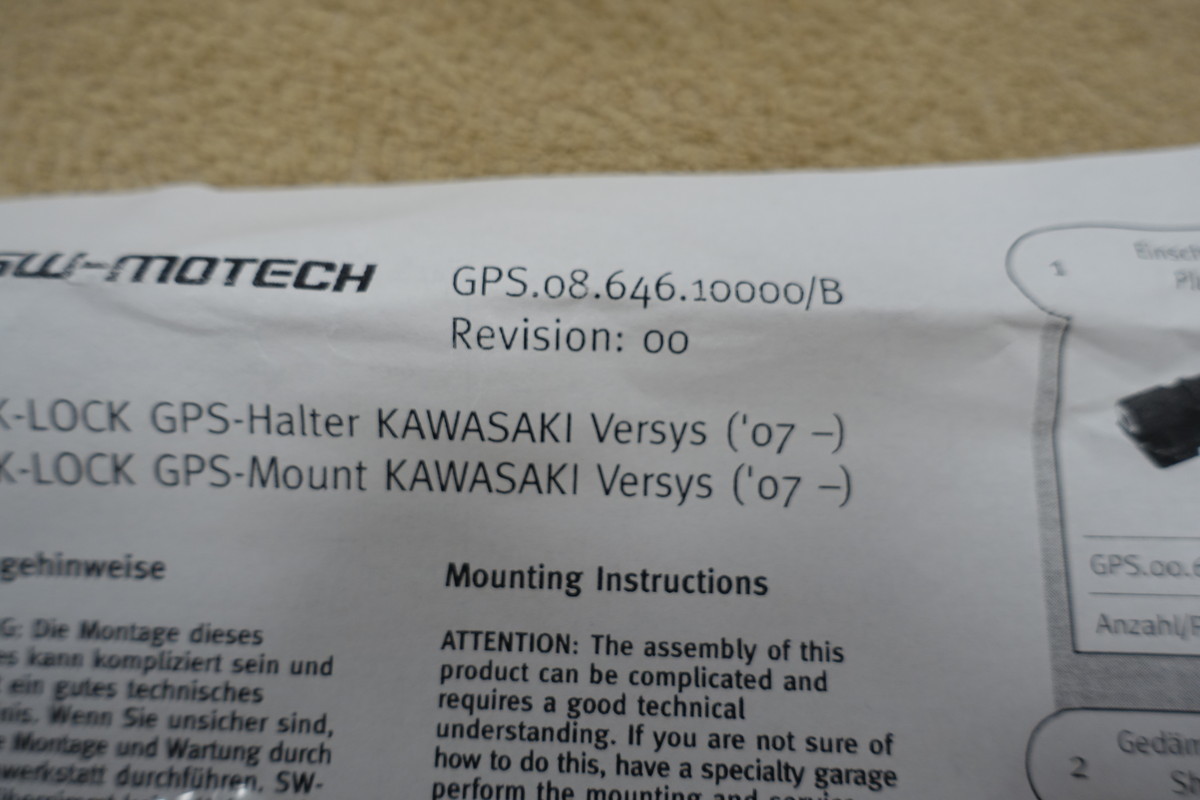 SW-MOTECH
GPS.08.646.10000/B
Revision: 00
K-LOCK GPS-Halter KAWASAKI Versys ('07 –)
K-LOCK GPS-Mount KAWASAKI Versys ('07 –)
gehinweise
G: Die Montage dieses
es kann kompliziert sein und
ein gutes technisches
nis. Wenn Sie unsicher sind,
e Montage und Wartung durch
werkstatt durchführen. SW-
Mounting Instructions
ATTENTION: The assembly of this
product can be complicated and
requires a good technical
understanding. If you are not sure of
how to do this, have a specialty garage
perform the mounting and
1
Einsch
GPS.00.6
Anzahl/
2
Gedäm